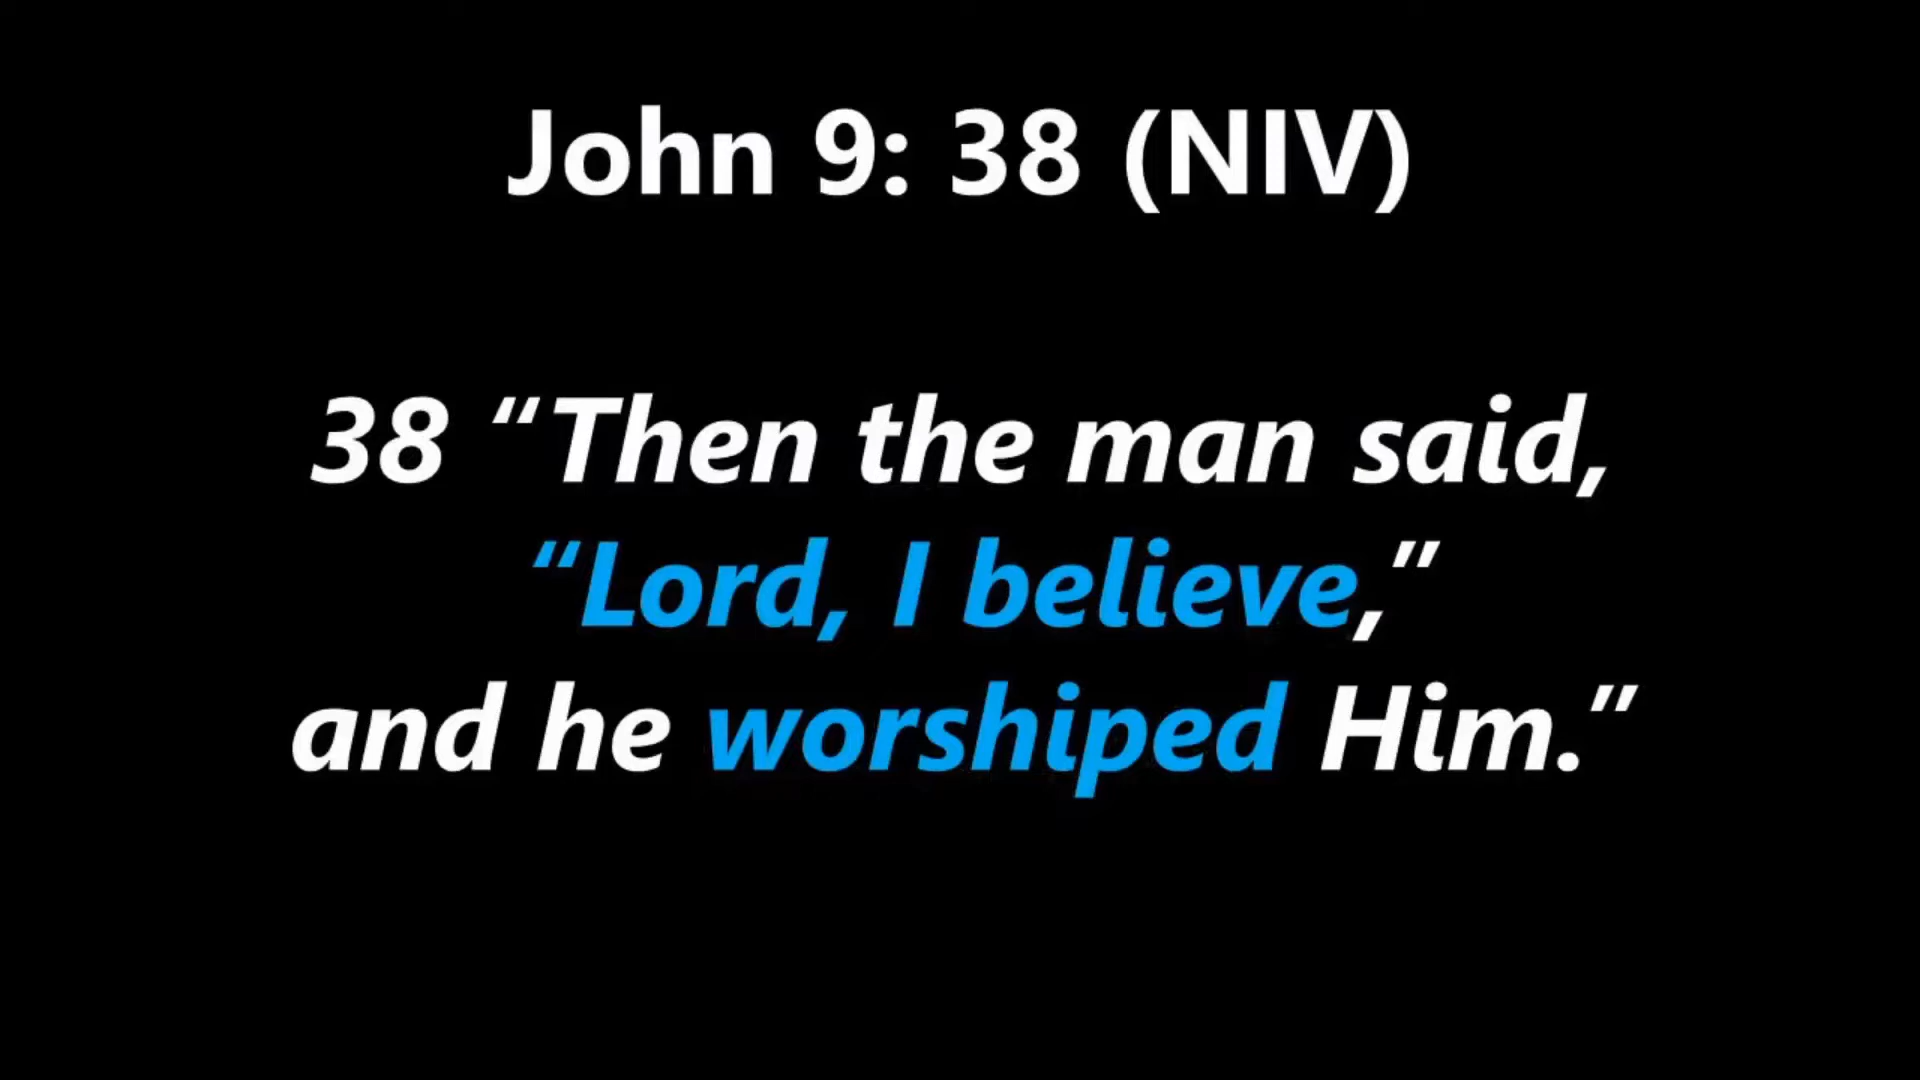 John 9: 38 (NIV)
38 “Then the man said,
“Lord, I believe,”
and he worshiped Him.”